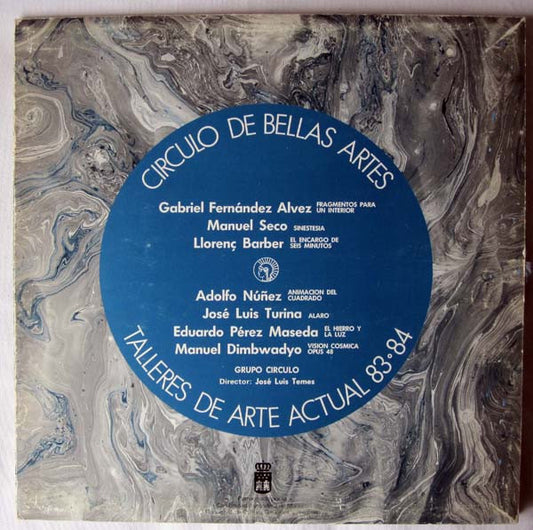 CIRCULO DE BELLAS ARTES
Gabriel Fernández Alvez FRAGMENTOS PARA
UN INTERIOR
Manuel Seco SINESTESIA
Llorenç Barber EL ENCARGO DE
SEIS MINUTOS
Adolfo Núñez ANIMACION DEL
CUADRADO
José Luis Turina ALARO
Eduardo Pérez Maseda EL HIERRO Y
LA LUZ
Manuel Dimbwadyo VISION COSMICA
OPUS 48
GRUPO CIRCULO
Director: José Luis Temes
TALLERES DE ARTE ACTUAL 83·84